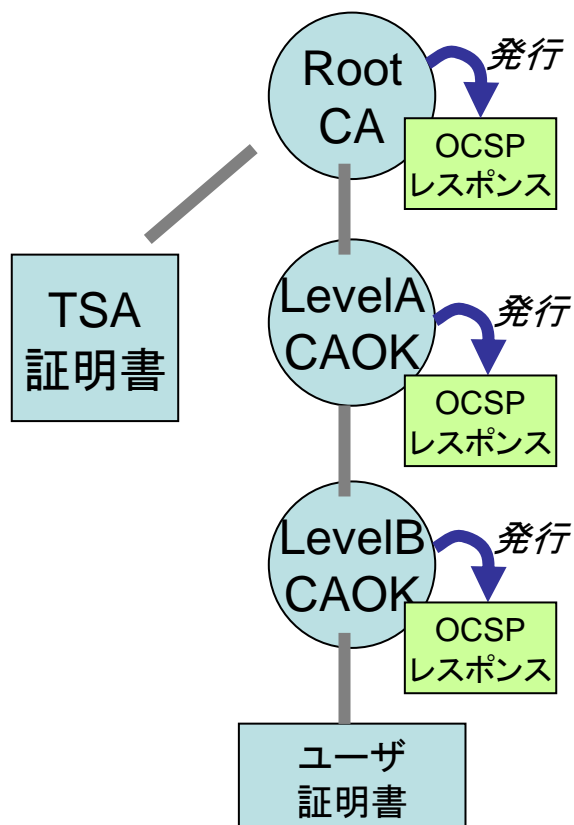 Root
CA
発行
OCSP
レスポンス
TSA
証明書
LevelA
CAOK
発行
OCSP
レスポンス
LevelB
CAOK
発行
OCSP
レスポンス
ユーザ
証明書